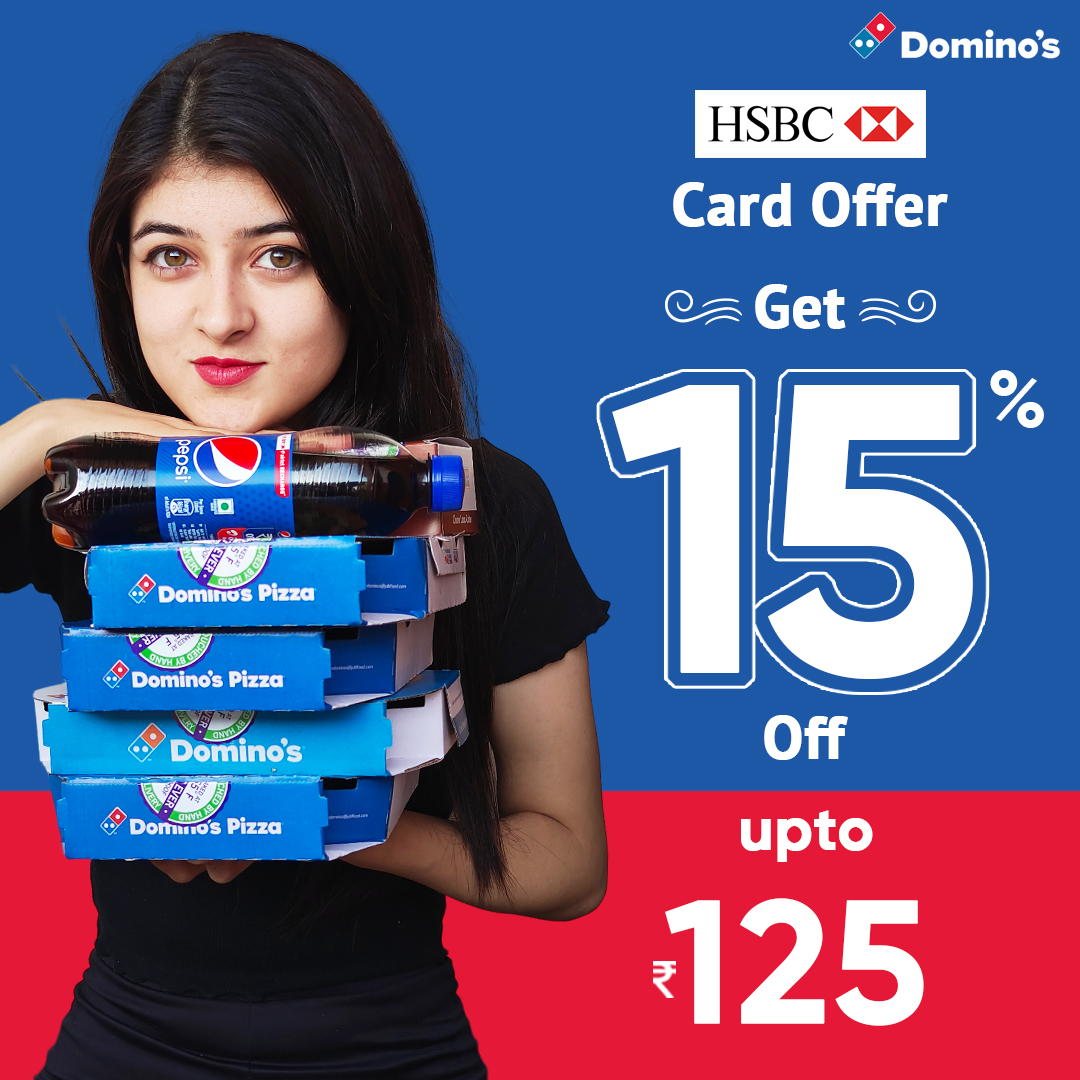 Domino's
HSBC
Card Offer
Get
15%
Off
upto
₹125
pepsi
Domino's Pizza
Domino's Pizza
Domino's
Domino's Pizza